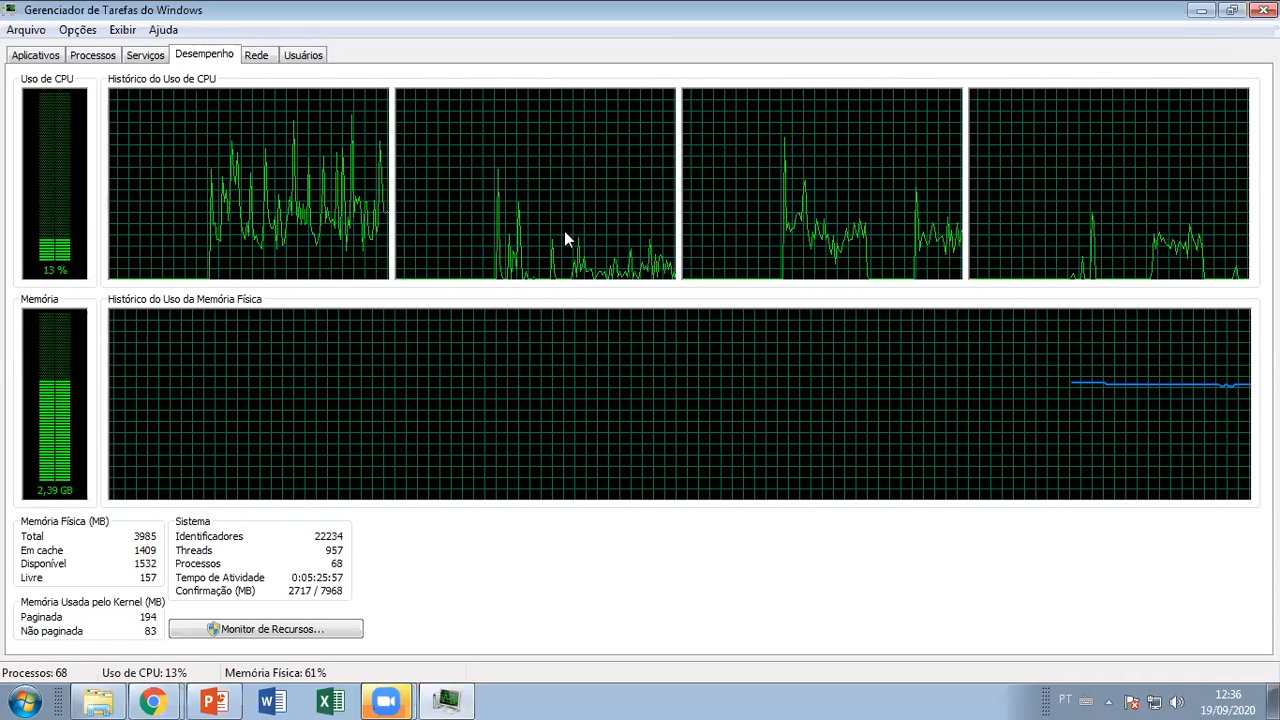 Gerenciador de Tarefas do Windows
Arquivo Opções Exibir Ajuda
Aplicativos Processos Serviços Desempenho Rede Usuários
Uso de CPU
13 %
Histórico do Uso de CPU
Memória
2,39 GB
Histórico do Uso da Memória Física
Memória Física (MB)
Total 3985
Em cache 1409
Disponível 1532
Livre 157
Memória Usada pelo Kernel (MB)
Paginada 194
Não paginada 83
Sistema
Identificadores 22234
Threads 957
Processos 68
Tempo de Atividade 0:05:25:57
Confirmação (MB) 2717 / 7968
Monitor de Recursos...
Processos: 68 Uso de CPU: 13% Memória Física: 61%
PT
12:36
19/09/2020